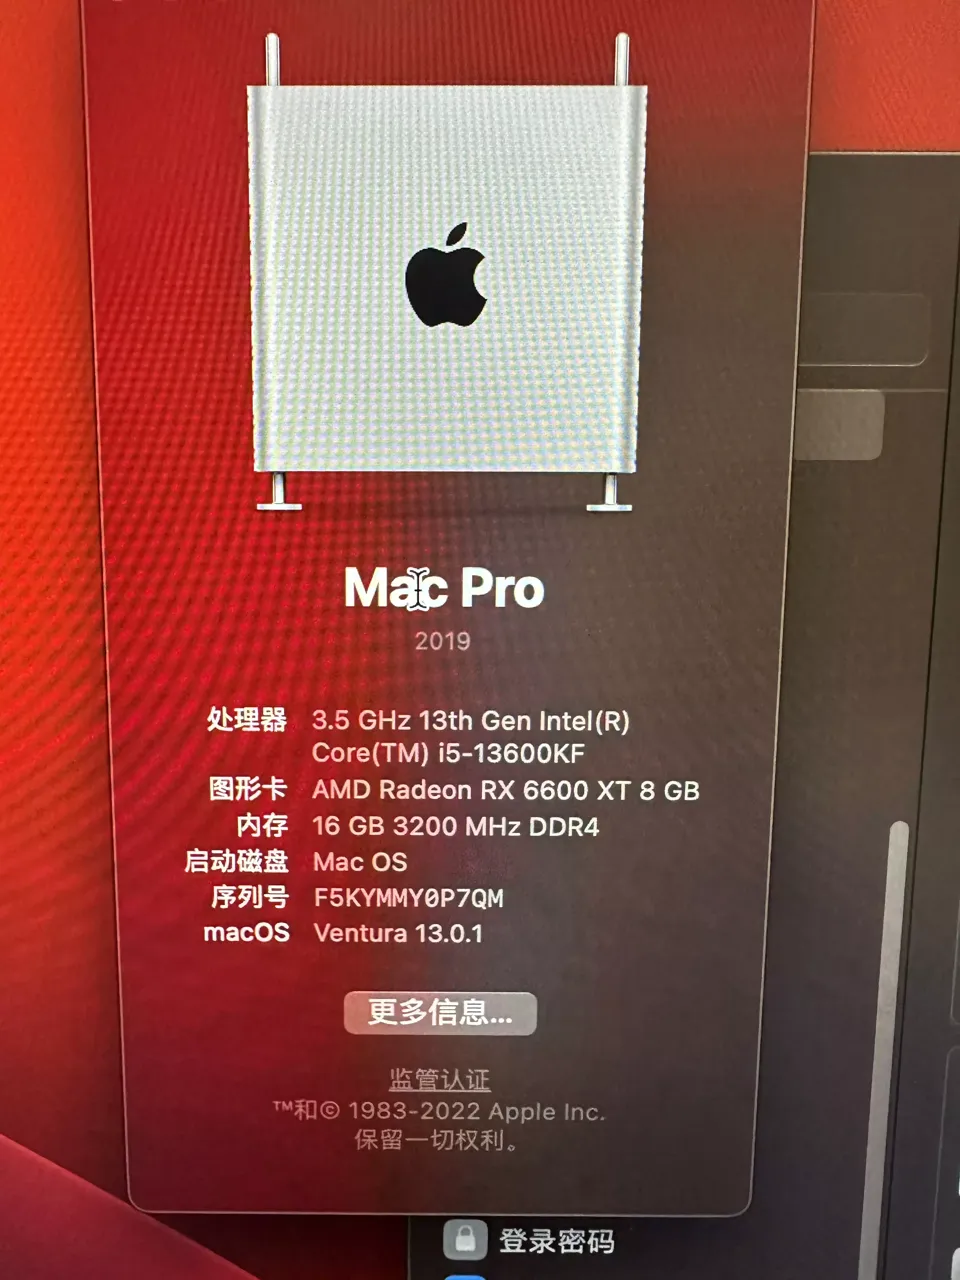 Mac Pro
2019
处理器 3.5 GHz 13th Gen Intel(R)
Core(TM) i5-13600KF
图形卡 AMD Radeon RX 6600 XT 8 GB
内存 16 GB 3200 MHz DDR4
启动磁盘 Mac OS
序列号 F5KYMMY0P7QM
macOS Ventura 13.0.1
更多信息...
监管认证
™和© 1983-2022 Apple Inc.
保留一切权利。
登录密码